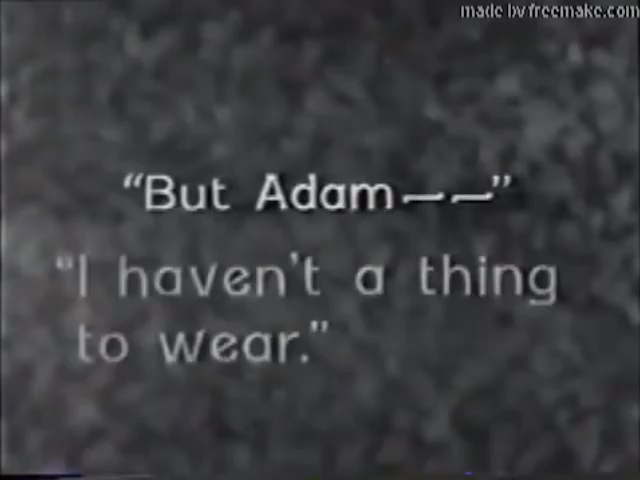 made by freemake.com
“But Adam——”
“I haven't a thing
to wear.”